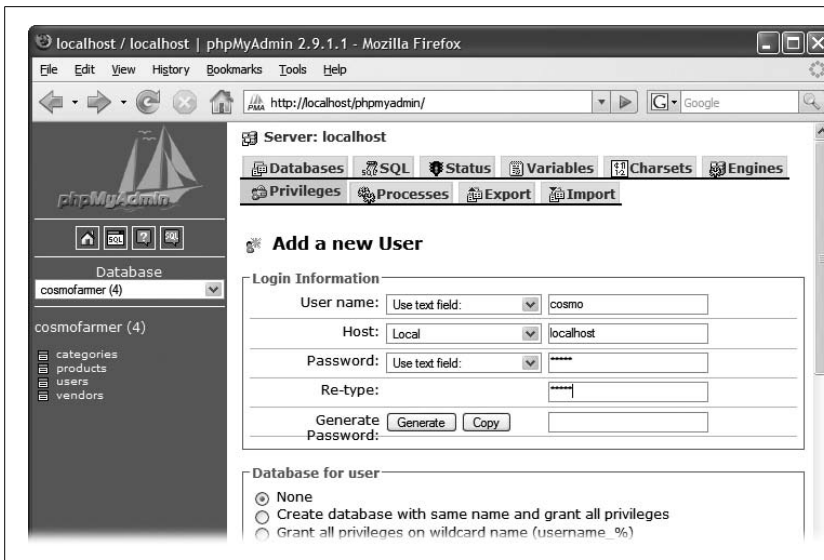 localhost / localhost | phpMyAdmin 2.9.1.1 - Mozilla Firefox
File Edit View History Bookmarks Tools Help
PMA http://localhost/phpmyadmin/ G Google
phpMyAdmin
SQL ? SQL
Database
cosmofarmer (4)
cosmofarmer (4)
categories
products
users
vendors
Server: localhost
Databases SQL Status Variables Charsets Engines
Privileges Processes Export Import
Add a new User
Login Information
User name: Use text field: cosmo
Host: Local localhost
Password: Use text field: *****
Re-type: *****
Generate Password: Generate Copy
Database for user
None
Create database with same name and grant all privileges
Grant all privileges on wildcard name (username_%)